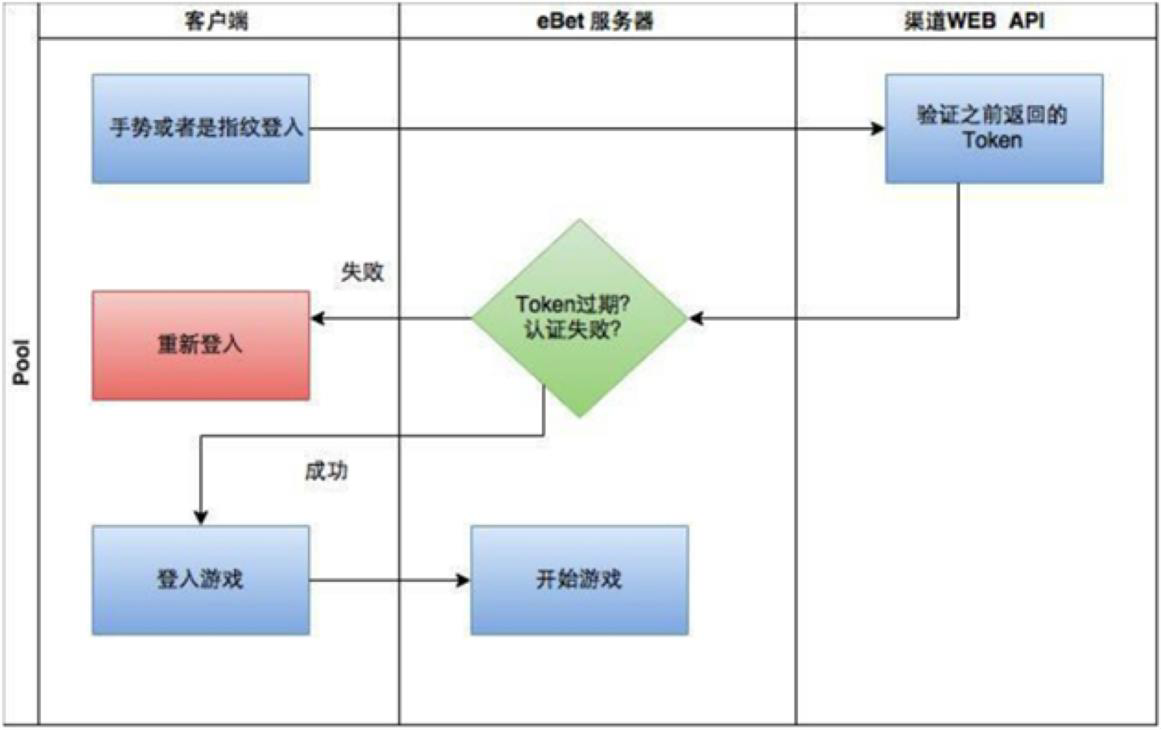 客户端
eBet 服务器
渠道WEB API
手势或者是指纹登入
验证之前返回的
Token
失败
Token过期?
认证失败?
重新登入
Pool
成功
登入游戏
开始游戏